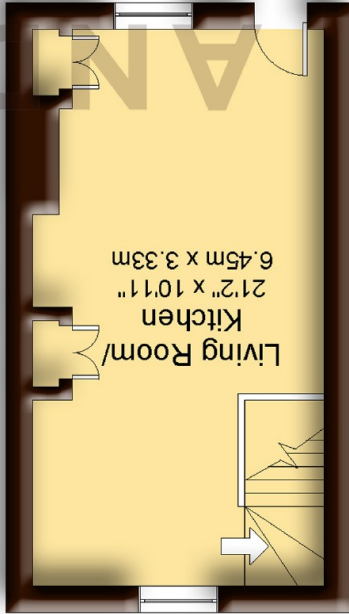 Living Room/
Kitchen
21'2" x 10'11"
6.45m x 3.33m